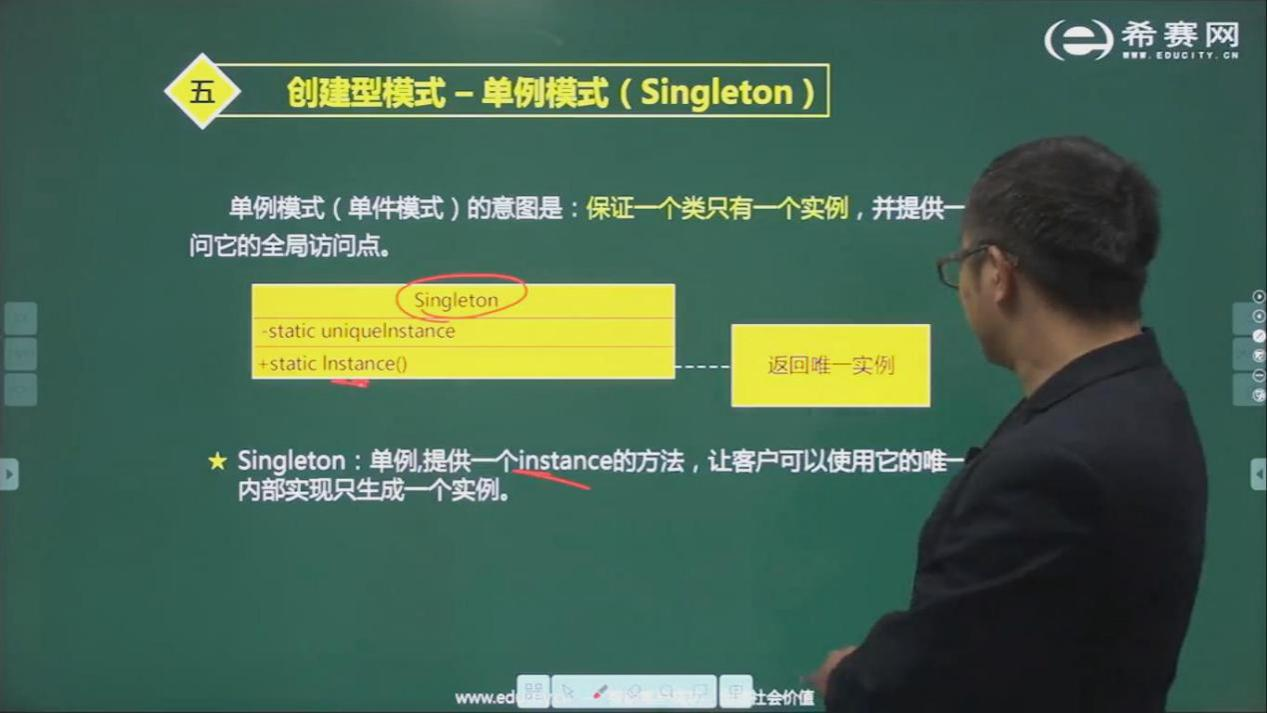 希赛网
WWW.EDUCITY.CN
五
创建型模式 – 单例模式（Singleton）
单例模式（单件模式）的意图是：保证一个类只有一个实例，并提供一
问它的全局访问点。
Singleton
-static uniqueInstance
+static Instance()
返回唯一实例
★ Singleton：单例,提供一个instance的方法，让客户可以使用它的唯一
内部实现只生成一个实例。
www.edu
社会价值